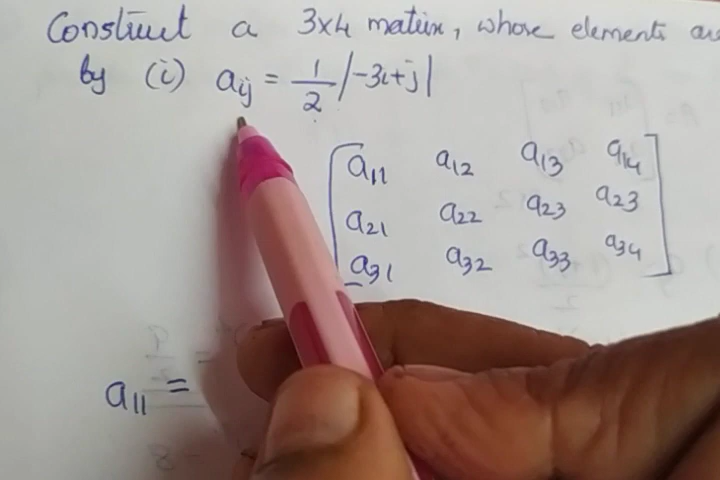 Construct a 3x4 matrix, whose elements are
by (i) aij = 1/2 |-3i+j|
a11 a12 a13 a14
a21 a22 a23 a23
a31 a32 a33 a34
a11 =